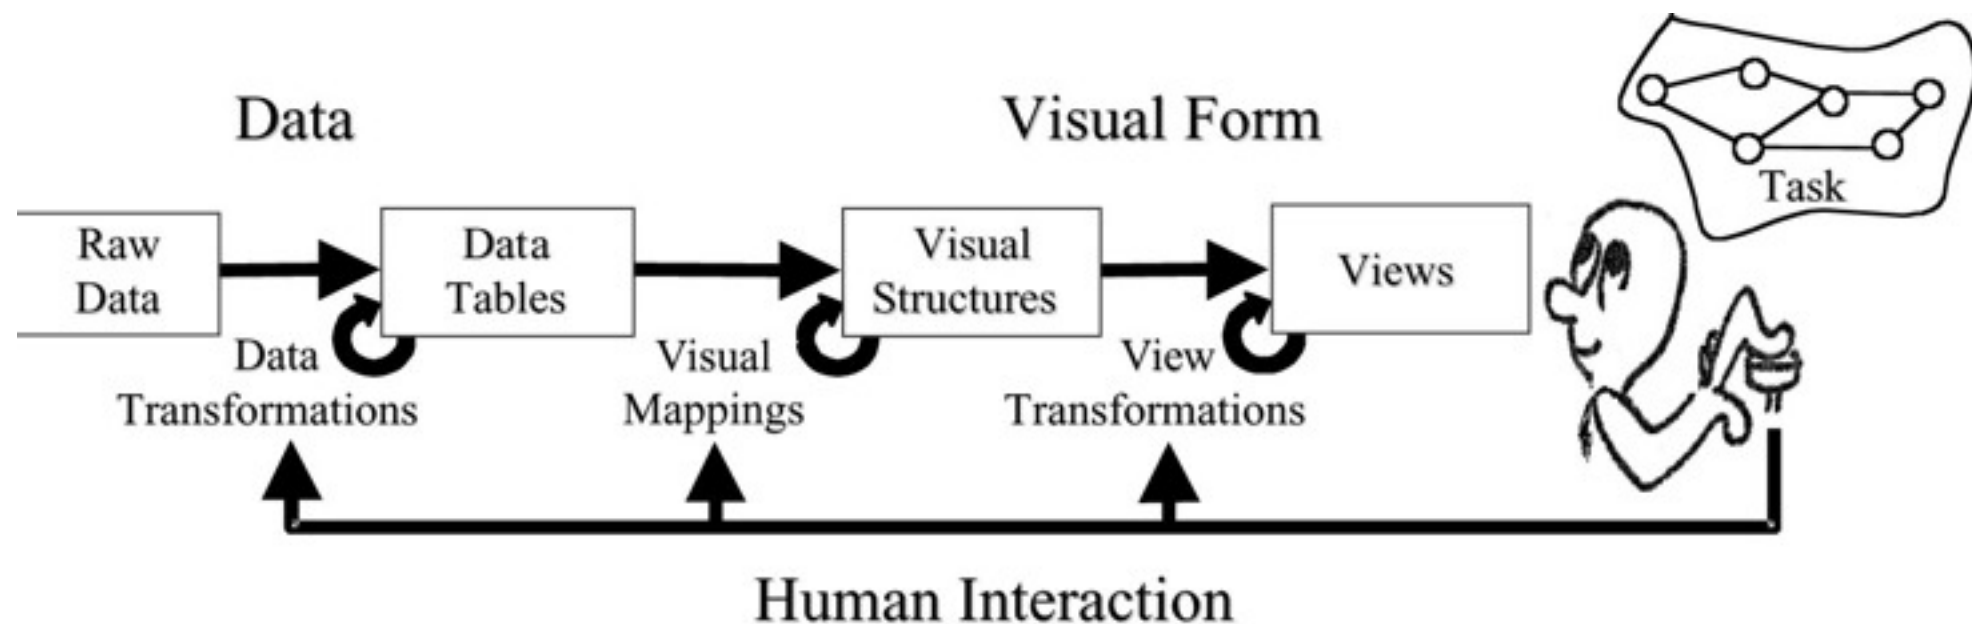 Data
Visual Form
Task
Raw
Data
Data
Tables
Visual
Structures
Views
Data
Transformations
Visual
Mappings
View
Transformations
Human Interaction